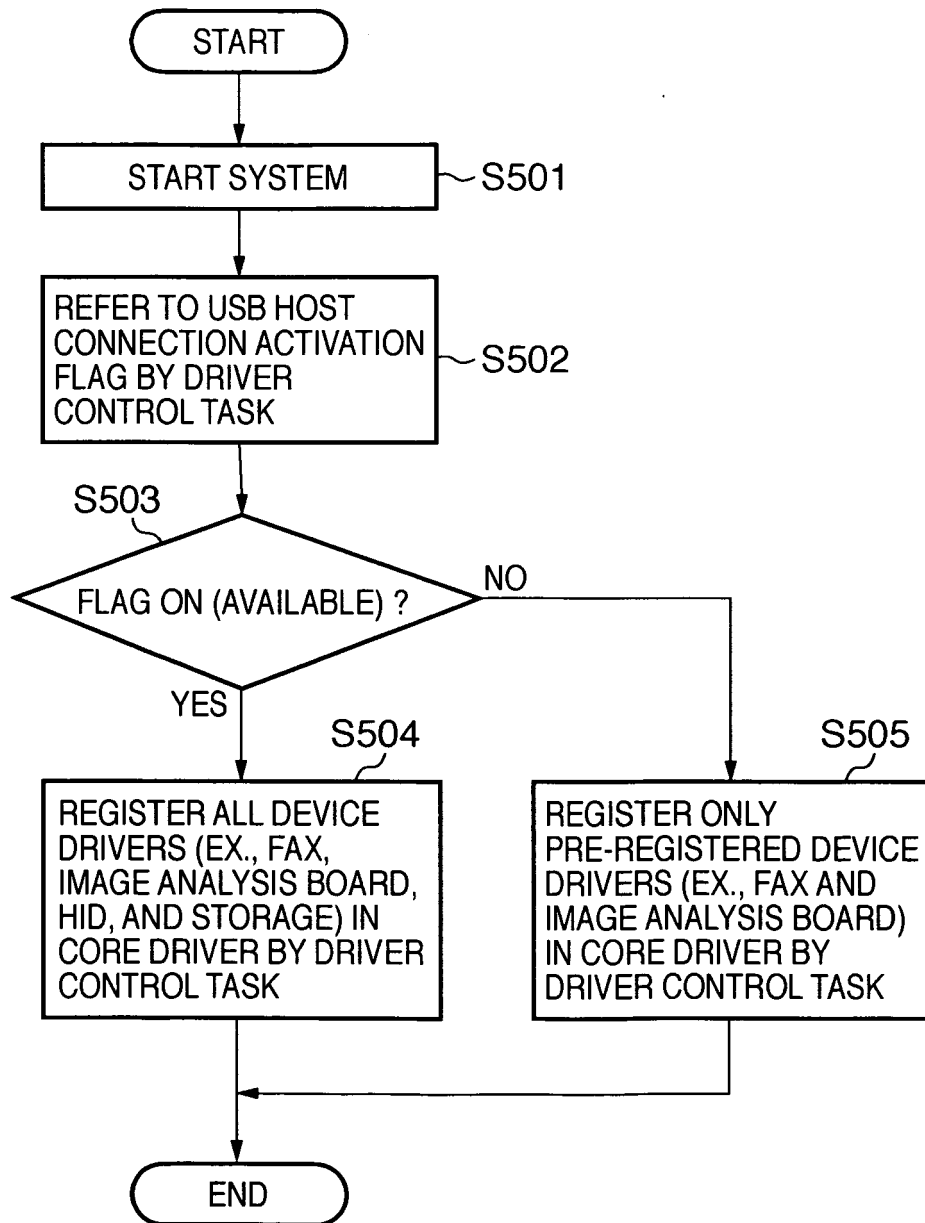 START
START SYSTEM
S501
REFER TO USB HOST
CONNECTION ACTIVATION
FLAG BY DRIVER
CONTROL TASK
S502
S503
FLAG ON (AVAILABLE) ?
NO
YES
S504
REGISTER ALL DEVICE
DRIVERS (EX., FAX,
IMAGE ANALYSIS BOARD,
HID, AND STORAGE) IN
CORE DRIVER BY DRIVER
CONTROL TASK
S505
REGISTER ONLY
PRE-REGISTERED DEVICE
DRIVERS (EX., FAX AND
IMAGE ANALYSIS BOARD)
IN CORE DRIVER BY
DRIVER CONTROL TASK
END